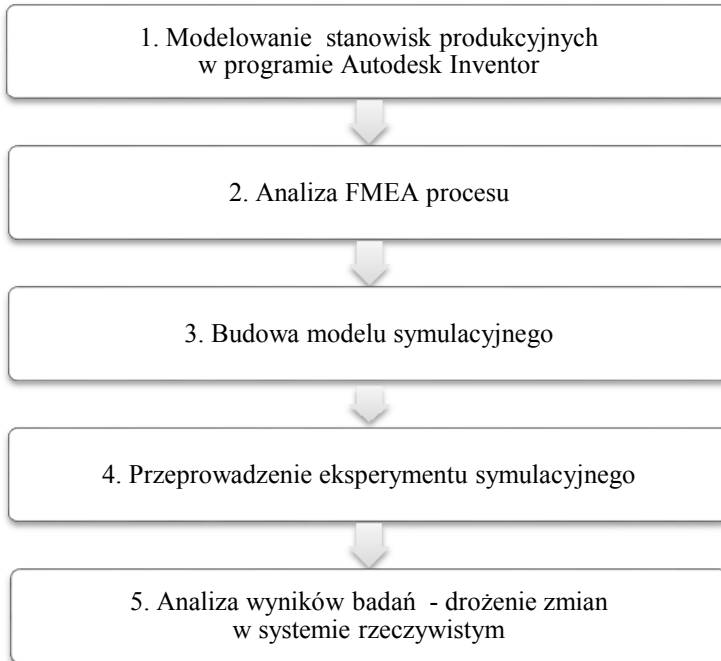 1. Modelowanie stanowisk produkcyjnych
w programie Autodesk Inventor
2. Analiza FMEA procesu
3. Budowa modelu symulacyjnego
4. Przeprowadzenie eksperymentu symulacyjnego
5. Analiza wyników badań - drożenie zmian
w systemie rzeczywistym